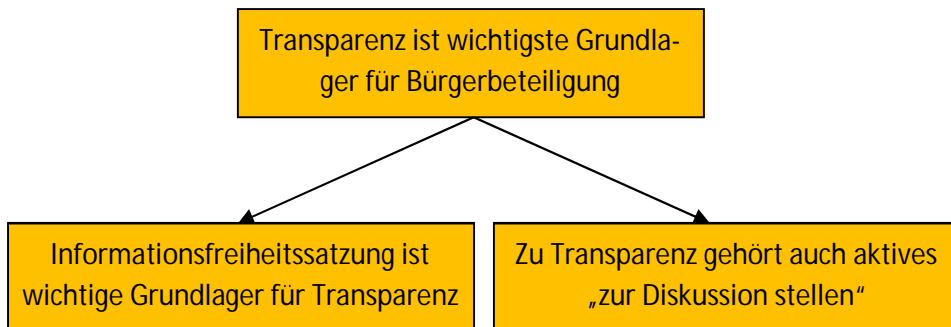 Transparenz ist wichtigste Grundla-
ger für Bürgerbeteiligung
Informationsfreiheitssatzung ist
wichtige Grundlager für Transparenz
Zu Transparenz gehört auch aktives
„zur Diskussion stellen“